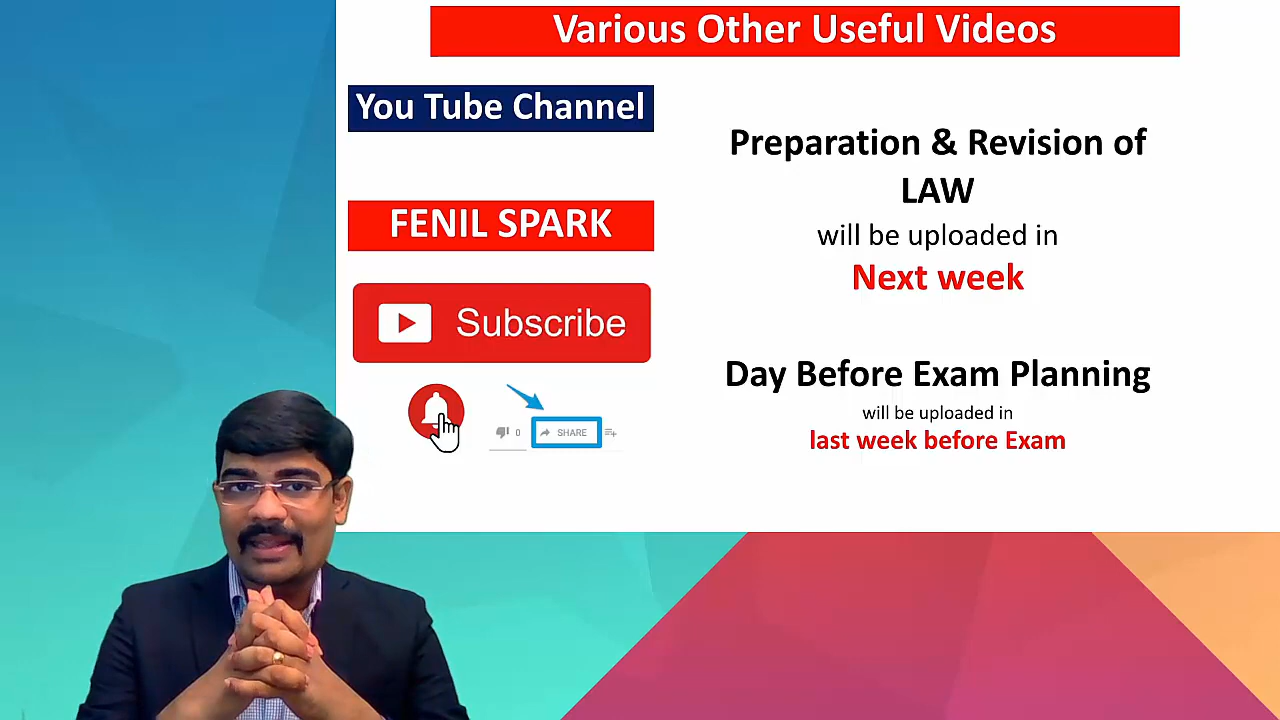 Various Other Useful Videos
You Tube Channel
FENIL SPARK
Subscribe
0 SHARE
Preparation & Revision of
LAW
will be uploaded in
Next week
Day Before Exam Planning
will be uploaded in
last week before Exam